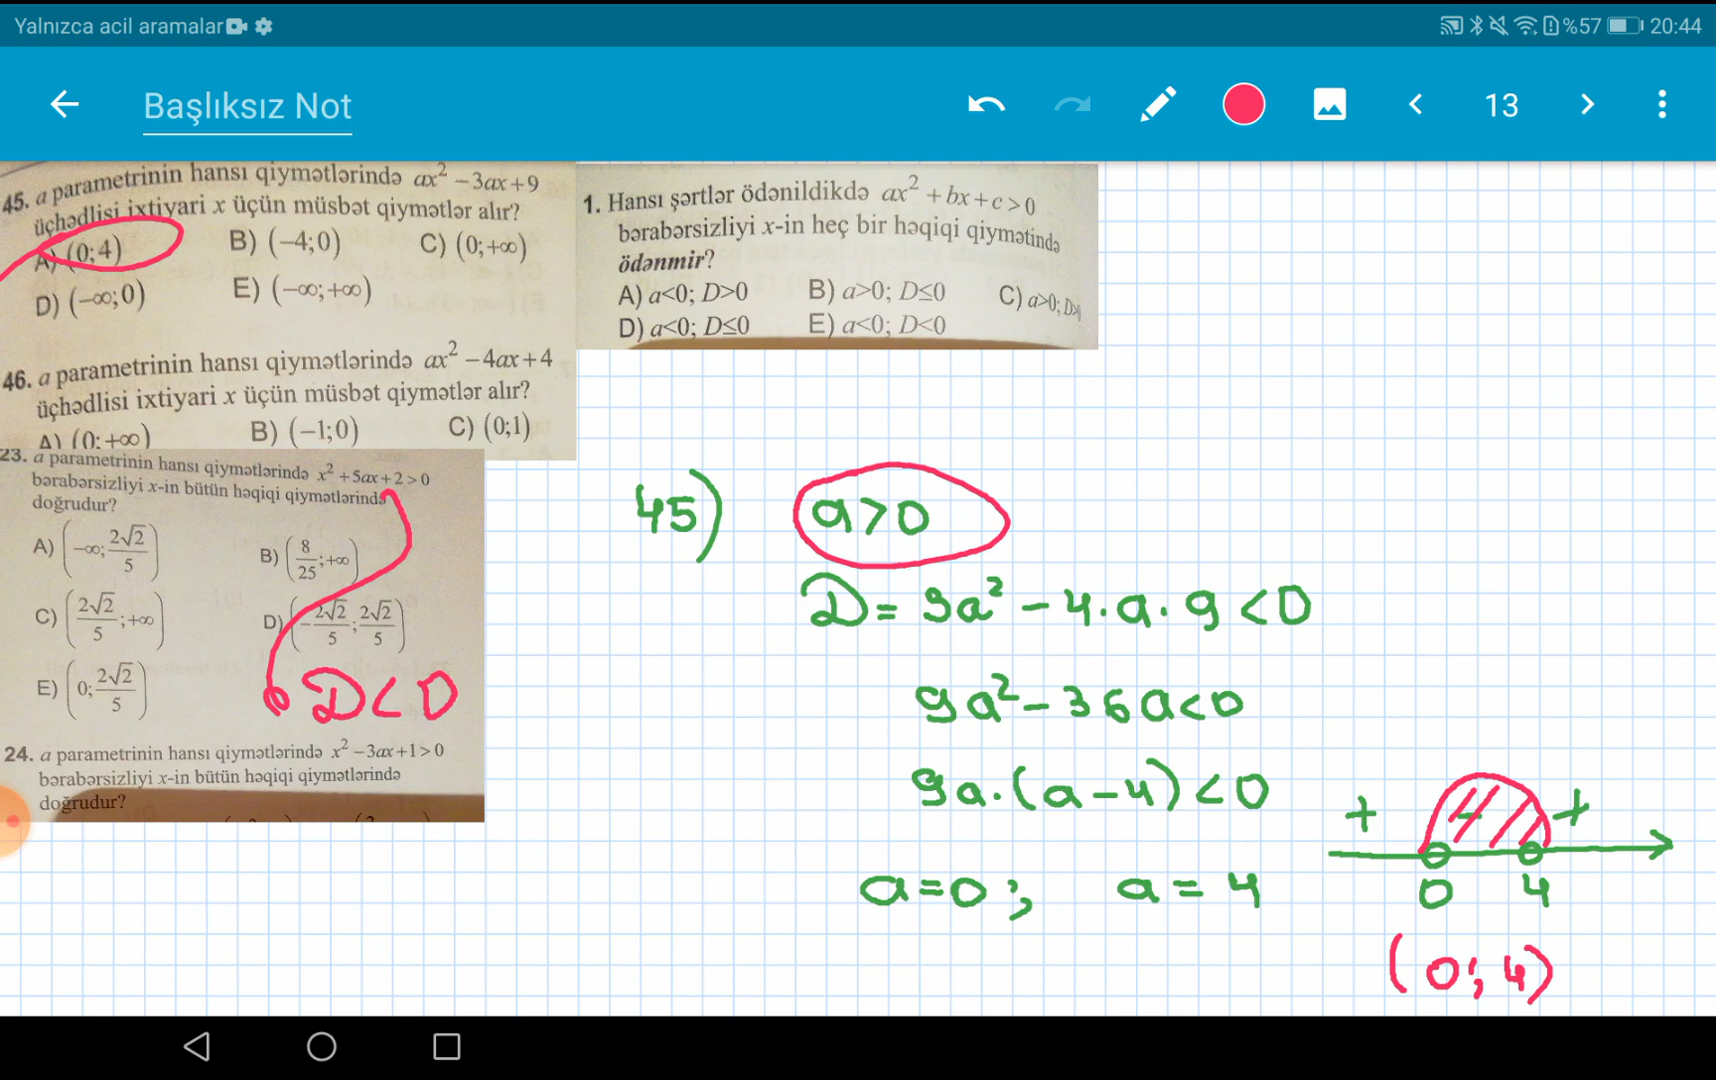 Yalnızca acil aramalar
%57 20:44
Başlıksız Not
13
45. a parametrinin hansı qiymətlərində ax² −3ax+9
üçhədlisi ixtiyari x üçün müsbət qiymətlər alır?
A) (0;4) B) (−4;0) C) (0;+∞)
D) (−∞;0) E) (−∞;+∞)
46. a parametrinin hansı qiymətlərində ax² −4ax+4
üçhədlisi ixtiyari x üçün müsbət qiymətlər alır?
A) (0;+∞) B) (−1;0) C) (0;1)
23. a parametrinin hansı qiymətlərində x² +5ax+2>0
bərabərsizliyi x-in bütün həqiqi qiymətlərində
doğrudur?
A) (−∞; 2√2/5) B) (8/25; +∞)
C) (2√2/5; +∞) D) (−2√2/5; 2√2/5)
E) (0; 2√2/5)
D<0
24. a parametrinin hansı qiymətlərində x² −3ax+1>0
bərabərsizliyi x-in bütün həqiqi qiymətlərində
doğrudur?
1. Hansı şərtlər ödənildikdə ax² +bx+c>0
bərabərsizliyi x-in heç bir həqiqi qiymətində
ödənmir?
A) a<0; D>0 B) a>0; D≤0 C) a>0;
D) a<0; D≤0 E) a<0; D<0
45) a>0
D= 9a² − 4·a·9 <0
9a² − 36a<0
9a·(a−4)<0
a=0; a=4
+ − +
0 4
(0; 4)